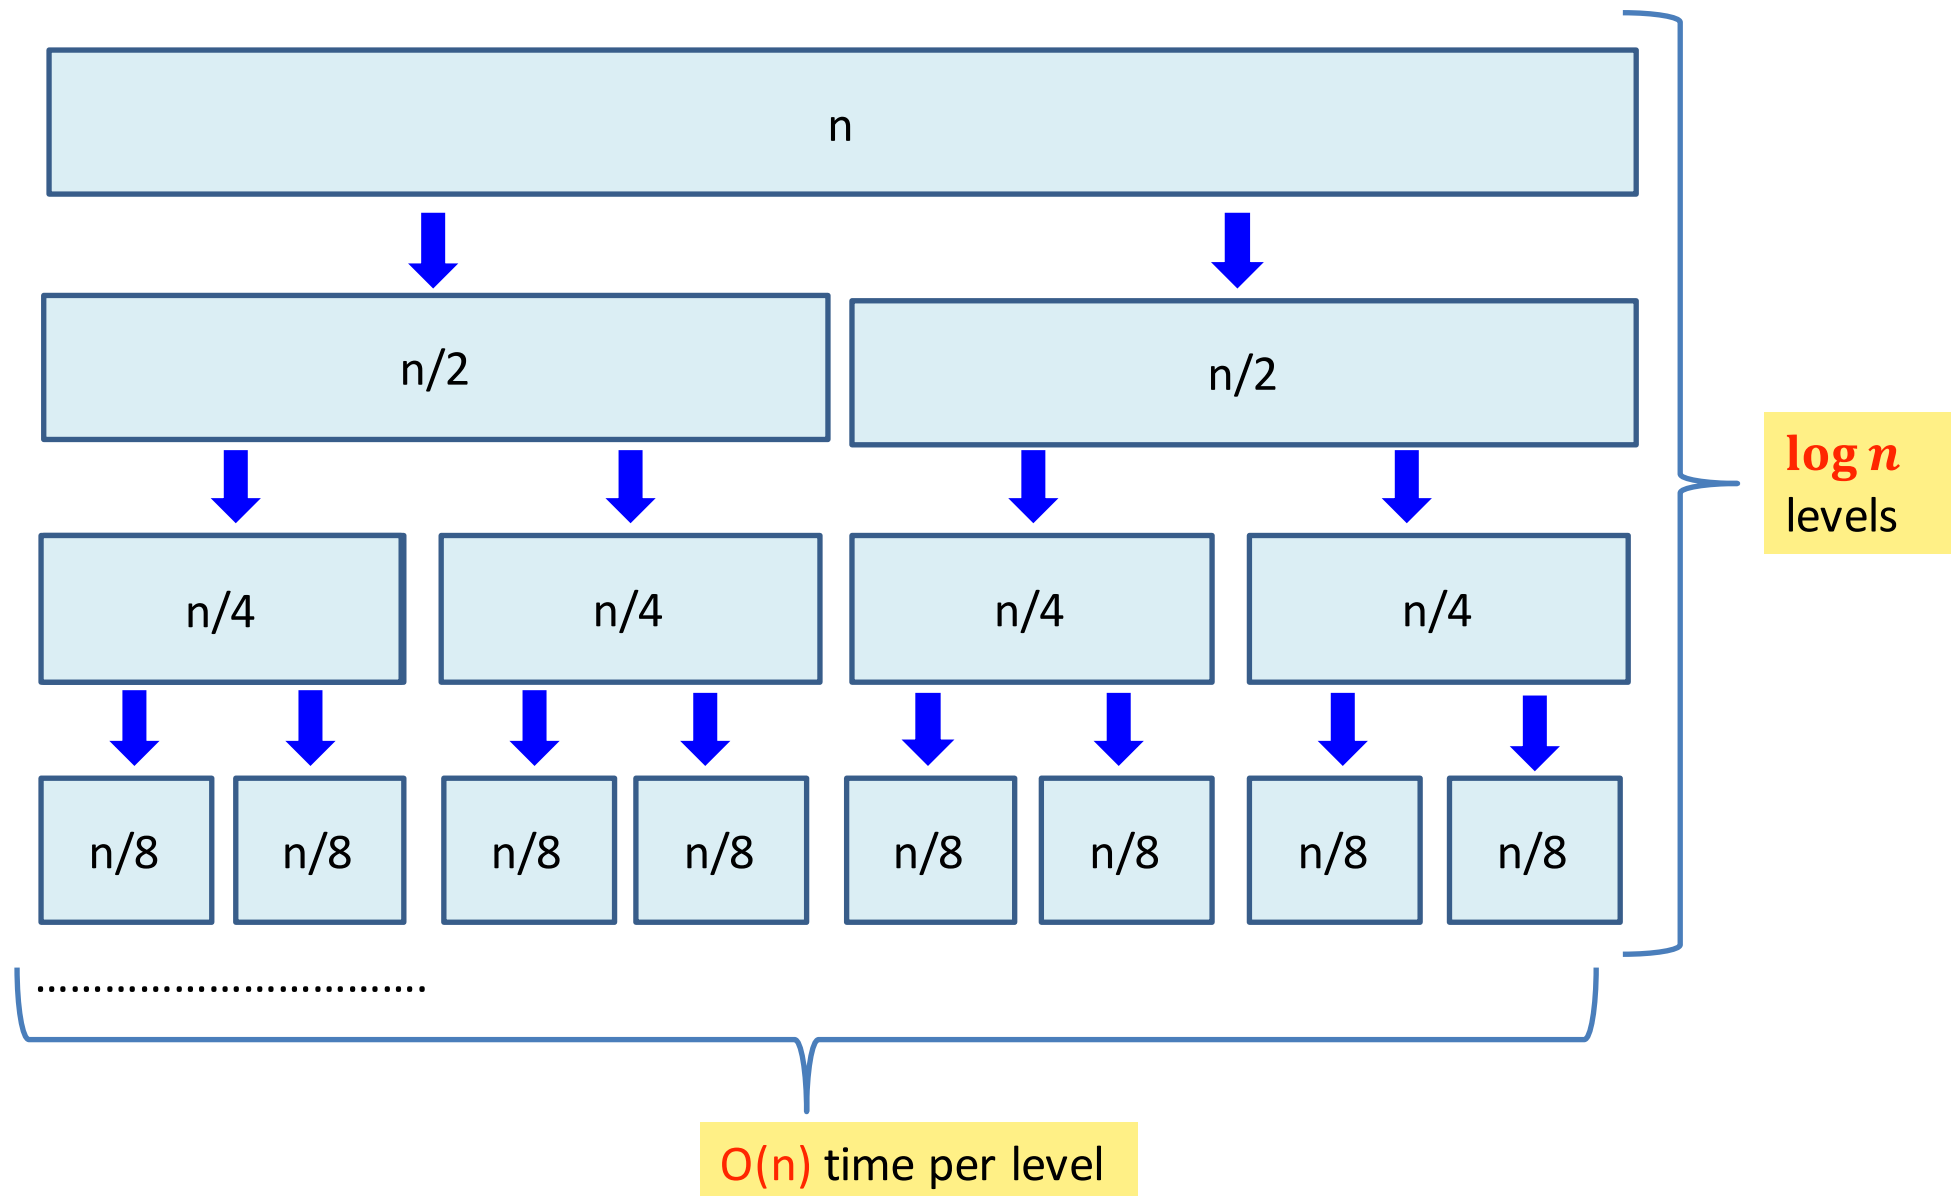 n
n/2 n/2
log n
levels
n/4 n/4 n/4 n/4
n/8 n/8 n/8 n/8 n/8 n/8 n/8 n/8
..................................
O(n) time per level